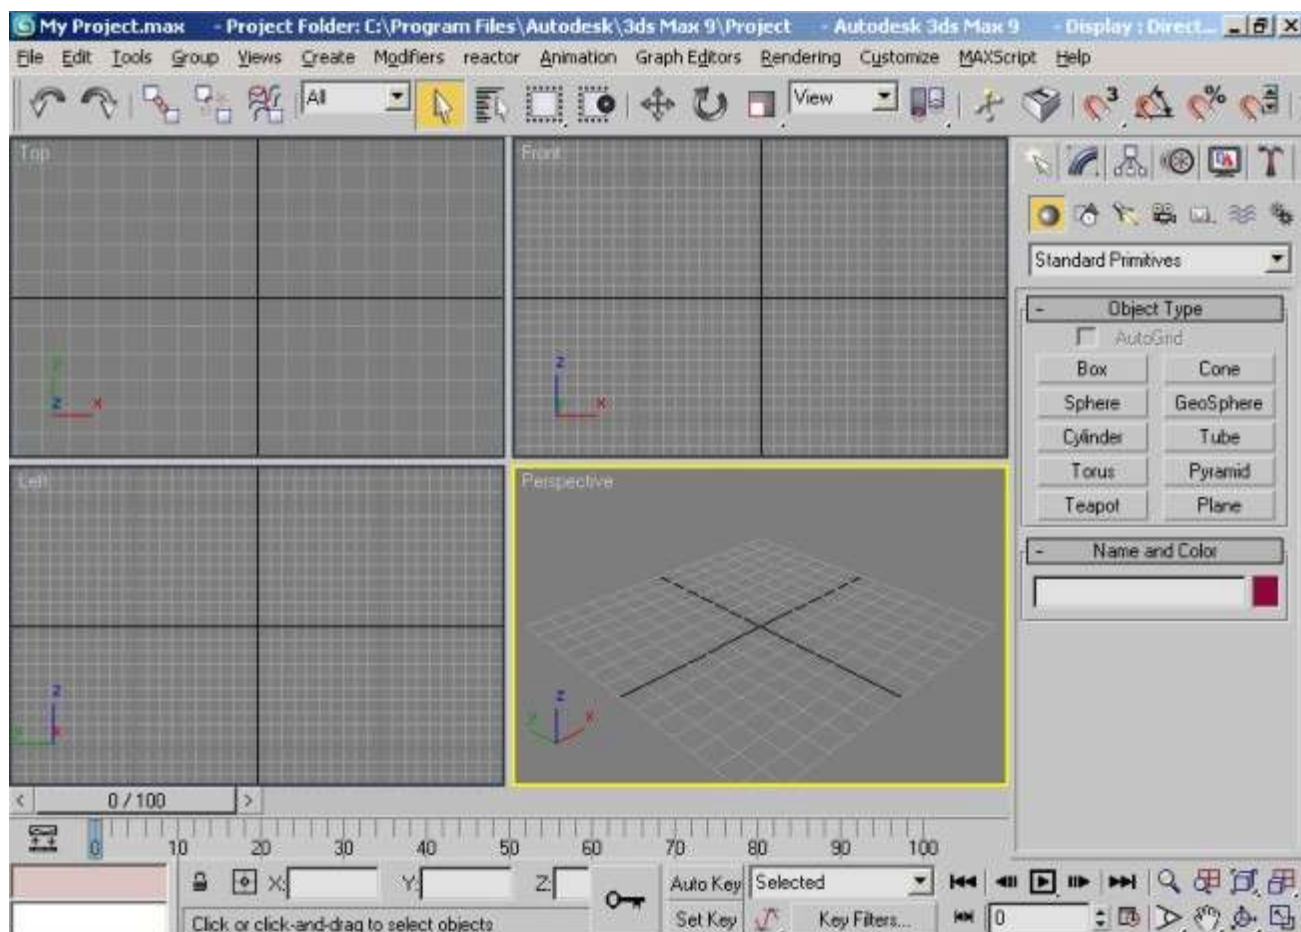 My Project.max - Project Folder: C:\Program Files\Autodesk\3ds Max 9\Project - Autodesk 3ds Max 9 - Display : Direct...
File Edit Tools Group Views Create Modifiers reactor Animation Graph Editors Rendering Customize MAXScript Help
All View 3 %
Top Front
Standard Primitives
- Object Type
AutoGrid
Box Cone
Sphere GeoSphere
Cylinder Tube
Torus Pyramid
Teapot Plane
- Name and Color
y z
z x x
Left Perspective
z z
y x y x
< 0 / 100 >
0 10 20 30 40 50 60 70 80 90 100
X: Y: Z: Auto Key Selected
Click or click-and-drag to select objects Set Key Key Filters... 0